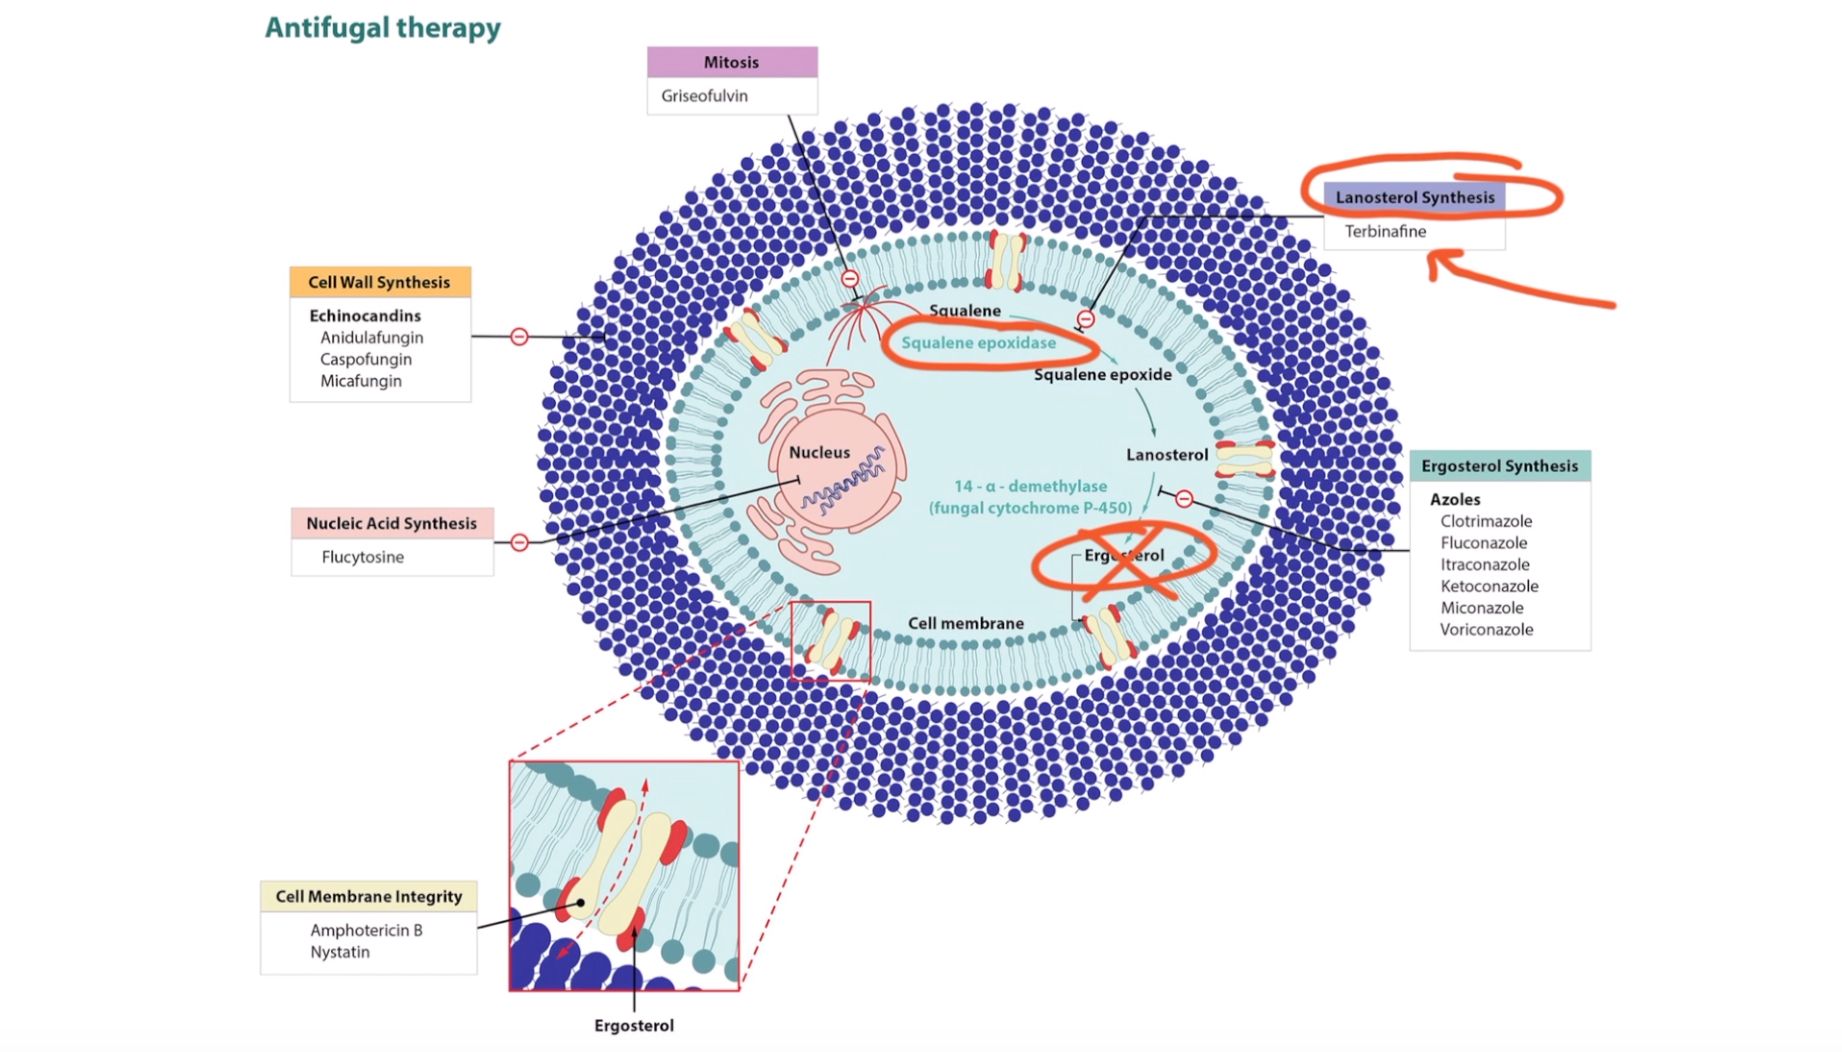 Antifugal therapy
Mitosis
Griseofulvin
Lanosterol Synthesis
Terbinafine
Cell Wall Synthesis
Echinocandins
Anidulafungin
Caspofungin
Micafungin
Squalene
Squalene epoxidase
Squalene epoxide
Nucleus
Lanosterol
14 - α - demethylase
(fungal cytochrome P-450)
Ergosterol Synthesis
Azoles
Clotrimazole
Fluconazole
Itraconazole
Ketoconazole
Miconazole
Voriconazole
Nucleic Acid Synthesis
Flucytosine
Ergosterol
Cell membrane
Cell Membrane Integrity
Amphotericin B
Nystatin
Ergosterol